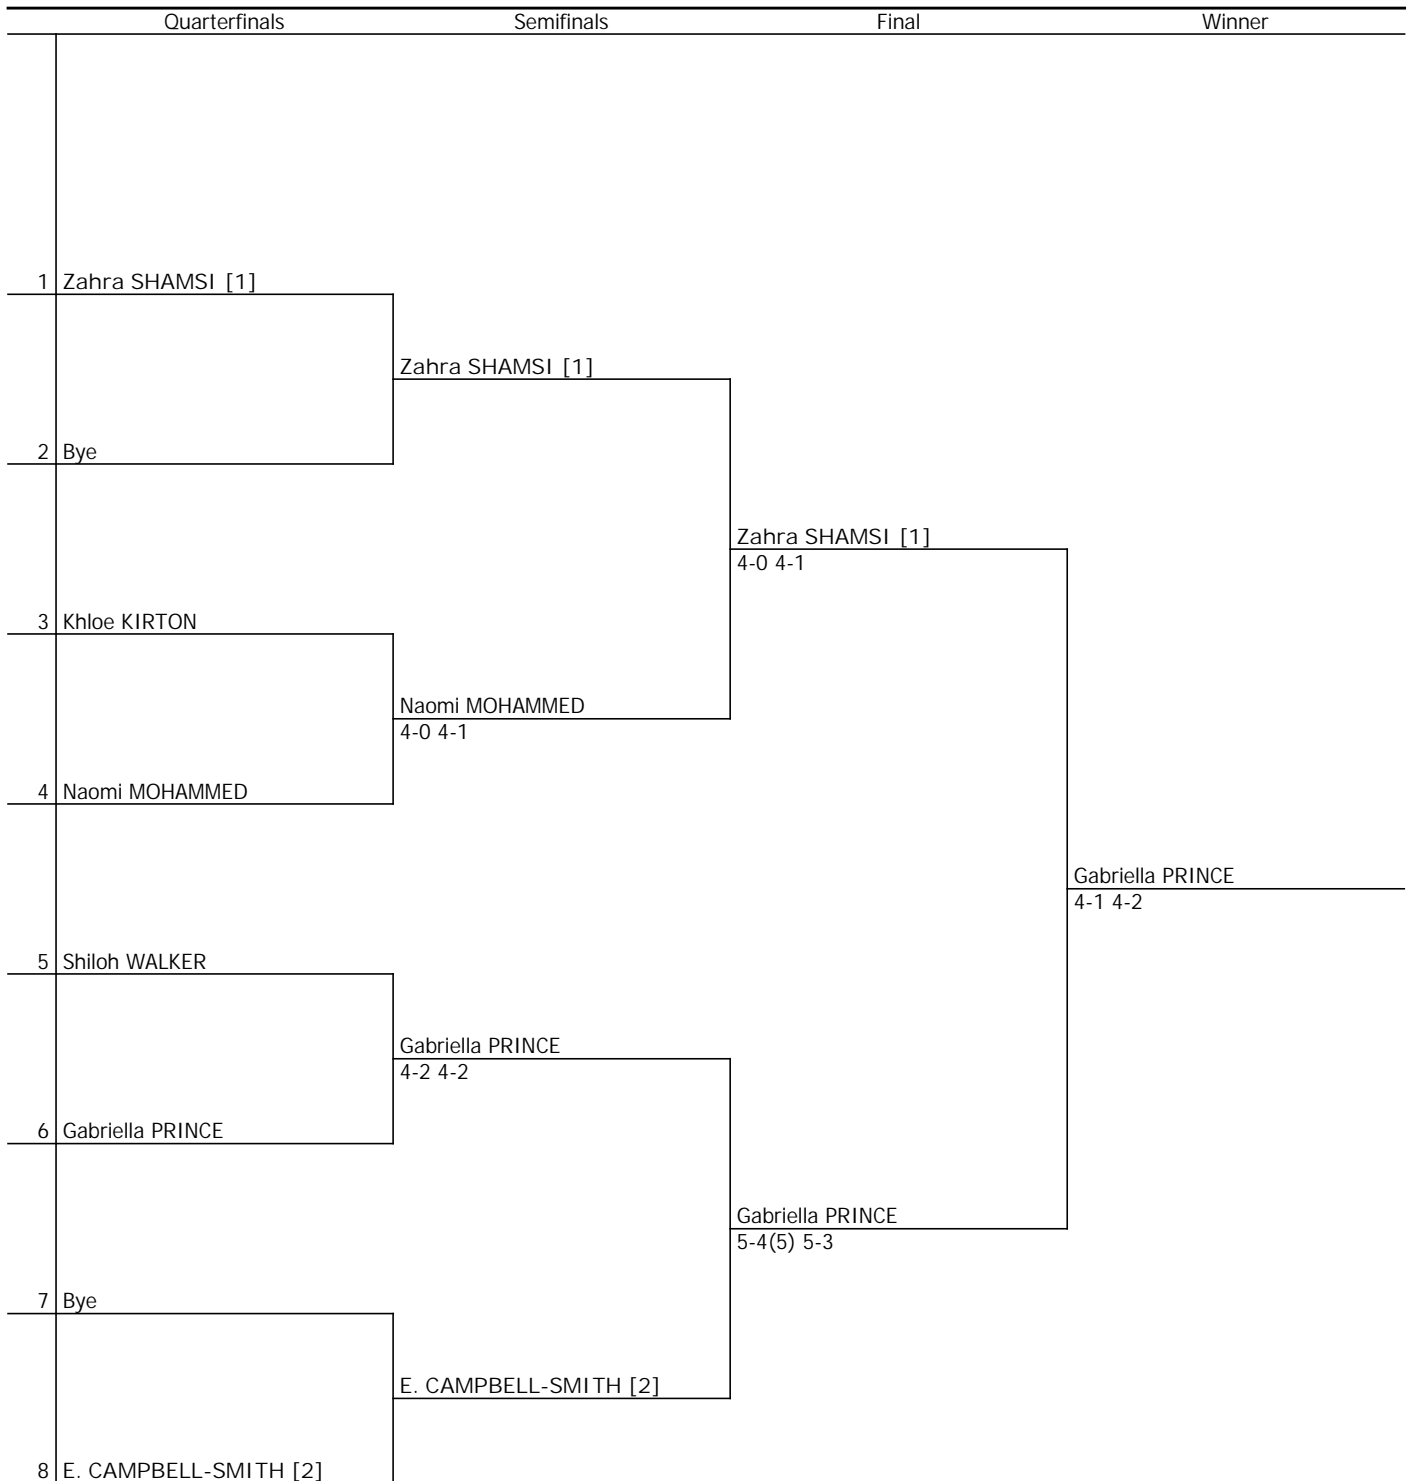 Quarterfinals Semifinals Final Winner
1 Zahra SHAMSI [1]
Zahra SHAMSI [1]
2 Bye
Zahra SHAMSI [1]
4-0 4-1
3 Khloe KIRTON
Naomi MOHAMMED
4-0 4-1
4 Naomi MOHAMMED
Gabriella PRINCE
4-1 4-2
5 Shiloh WALKER
Gabriella PRINCE
4-2 4-2
6 Gabriella PRINCE
Gabriella PRINCE
5-4(5) 5-3
7 Bye
E. CAMPBELL-SMITH [2]
8 E. CAMPBELL-SMITH [2]